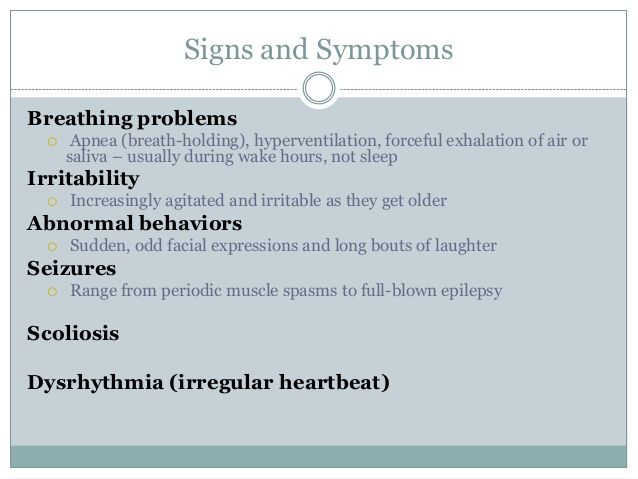 Signs and Symptoms
Breathing problems
Apnea (breath-holding), hyperventilation, forceful exhalation of air or
saliva – usually during wake hours, not sleep
Irritability
Increasingly agitated and irritable as they get older
Abnormal behaviors
Sudden, odd facial expressions and long bouts of laughter
Seizures
Range from periodic muscle spasms to full-blown epilepsy
Scoliosis
Dysrhythmia (irregular heartbeat)